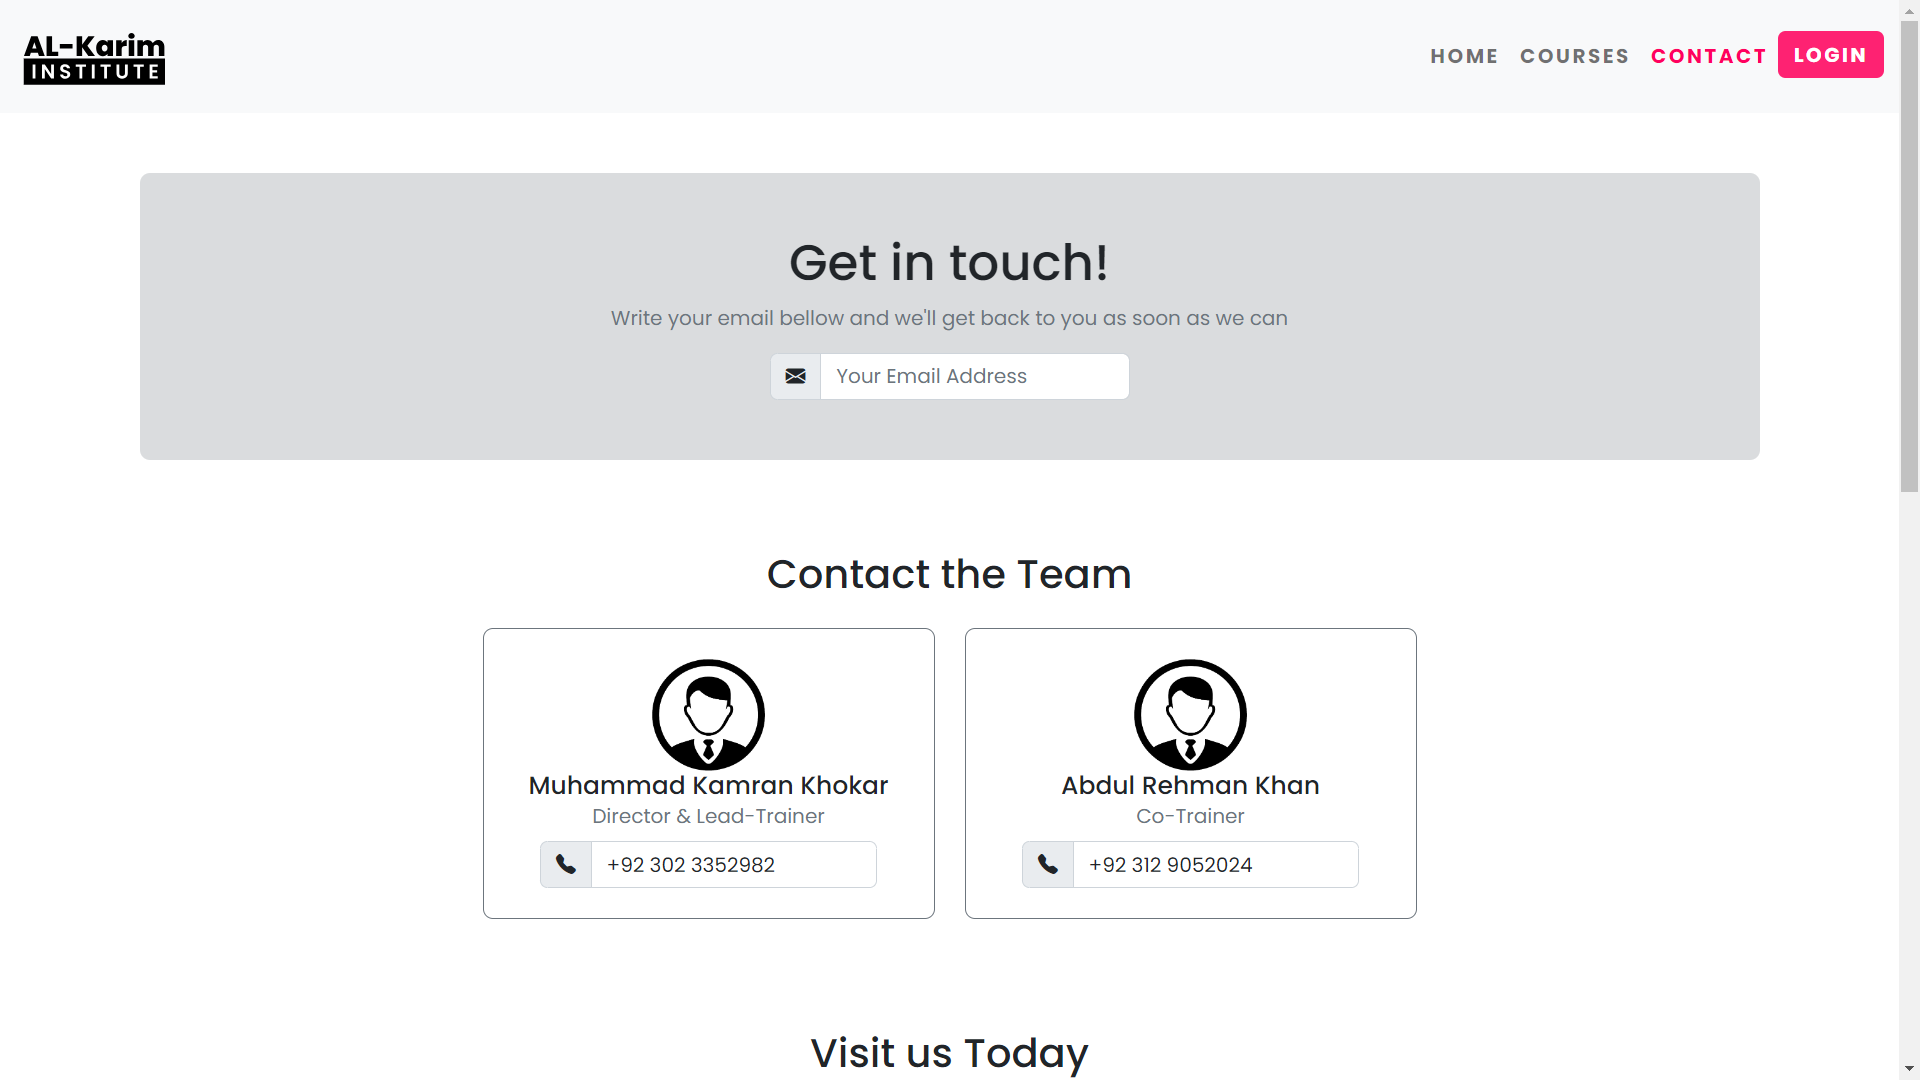 AL-Karim
INSTITUTE
HOME COURSES CONTACT LOGIN
Get in touch!
Write your email bellow and we'll get back to you as soon as we can
Your Email Address
Contact the Team
Muhammad Kamran Khokar
Director & Lead-Trainer
+92 302 3352982
Abdul Rehman Khan
Co-Trainer
+92 312 9052024
Visit us Today